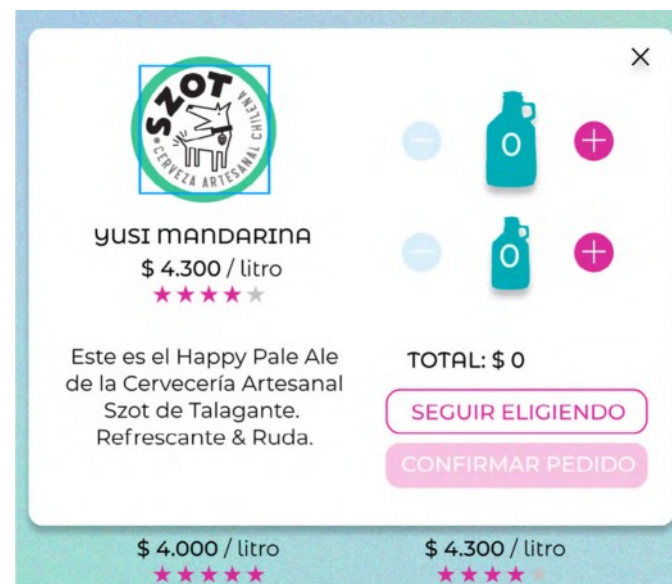 SZOT
* CERVEZA ARTESANAL CHILENA
YUSI MANDARINA
$ 4.300 / litro
Este es el Happy Pale Ale
de la Cervecería Artesanal
Szot de Talagante.
Refrescante & Ruda.
0
0
TOTAL: $ 0
SEGUIR ELIGIENDO
CONFIRMAR PEDIDO
$ 4.000 / litro
$ 4.300 / litro